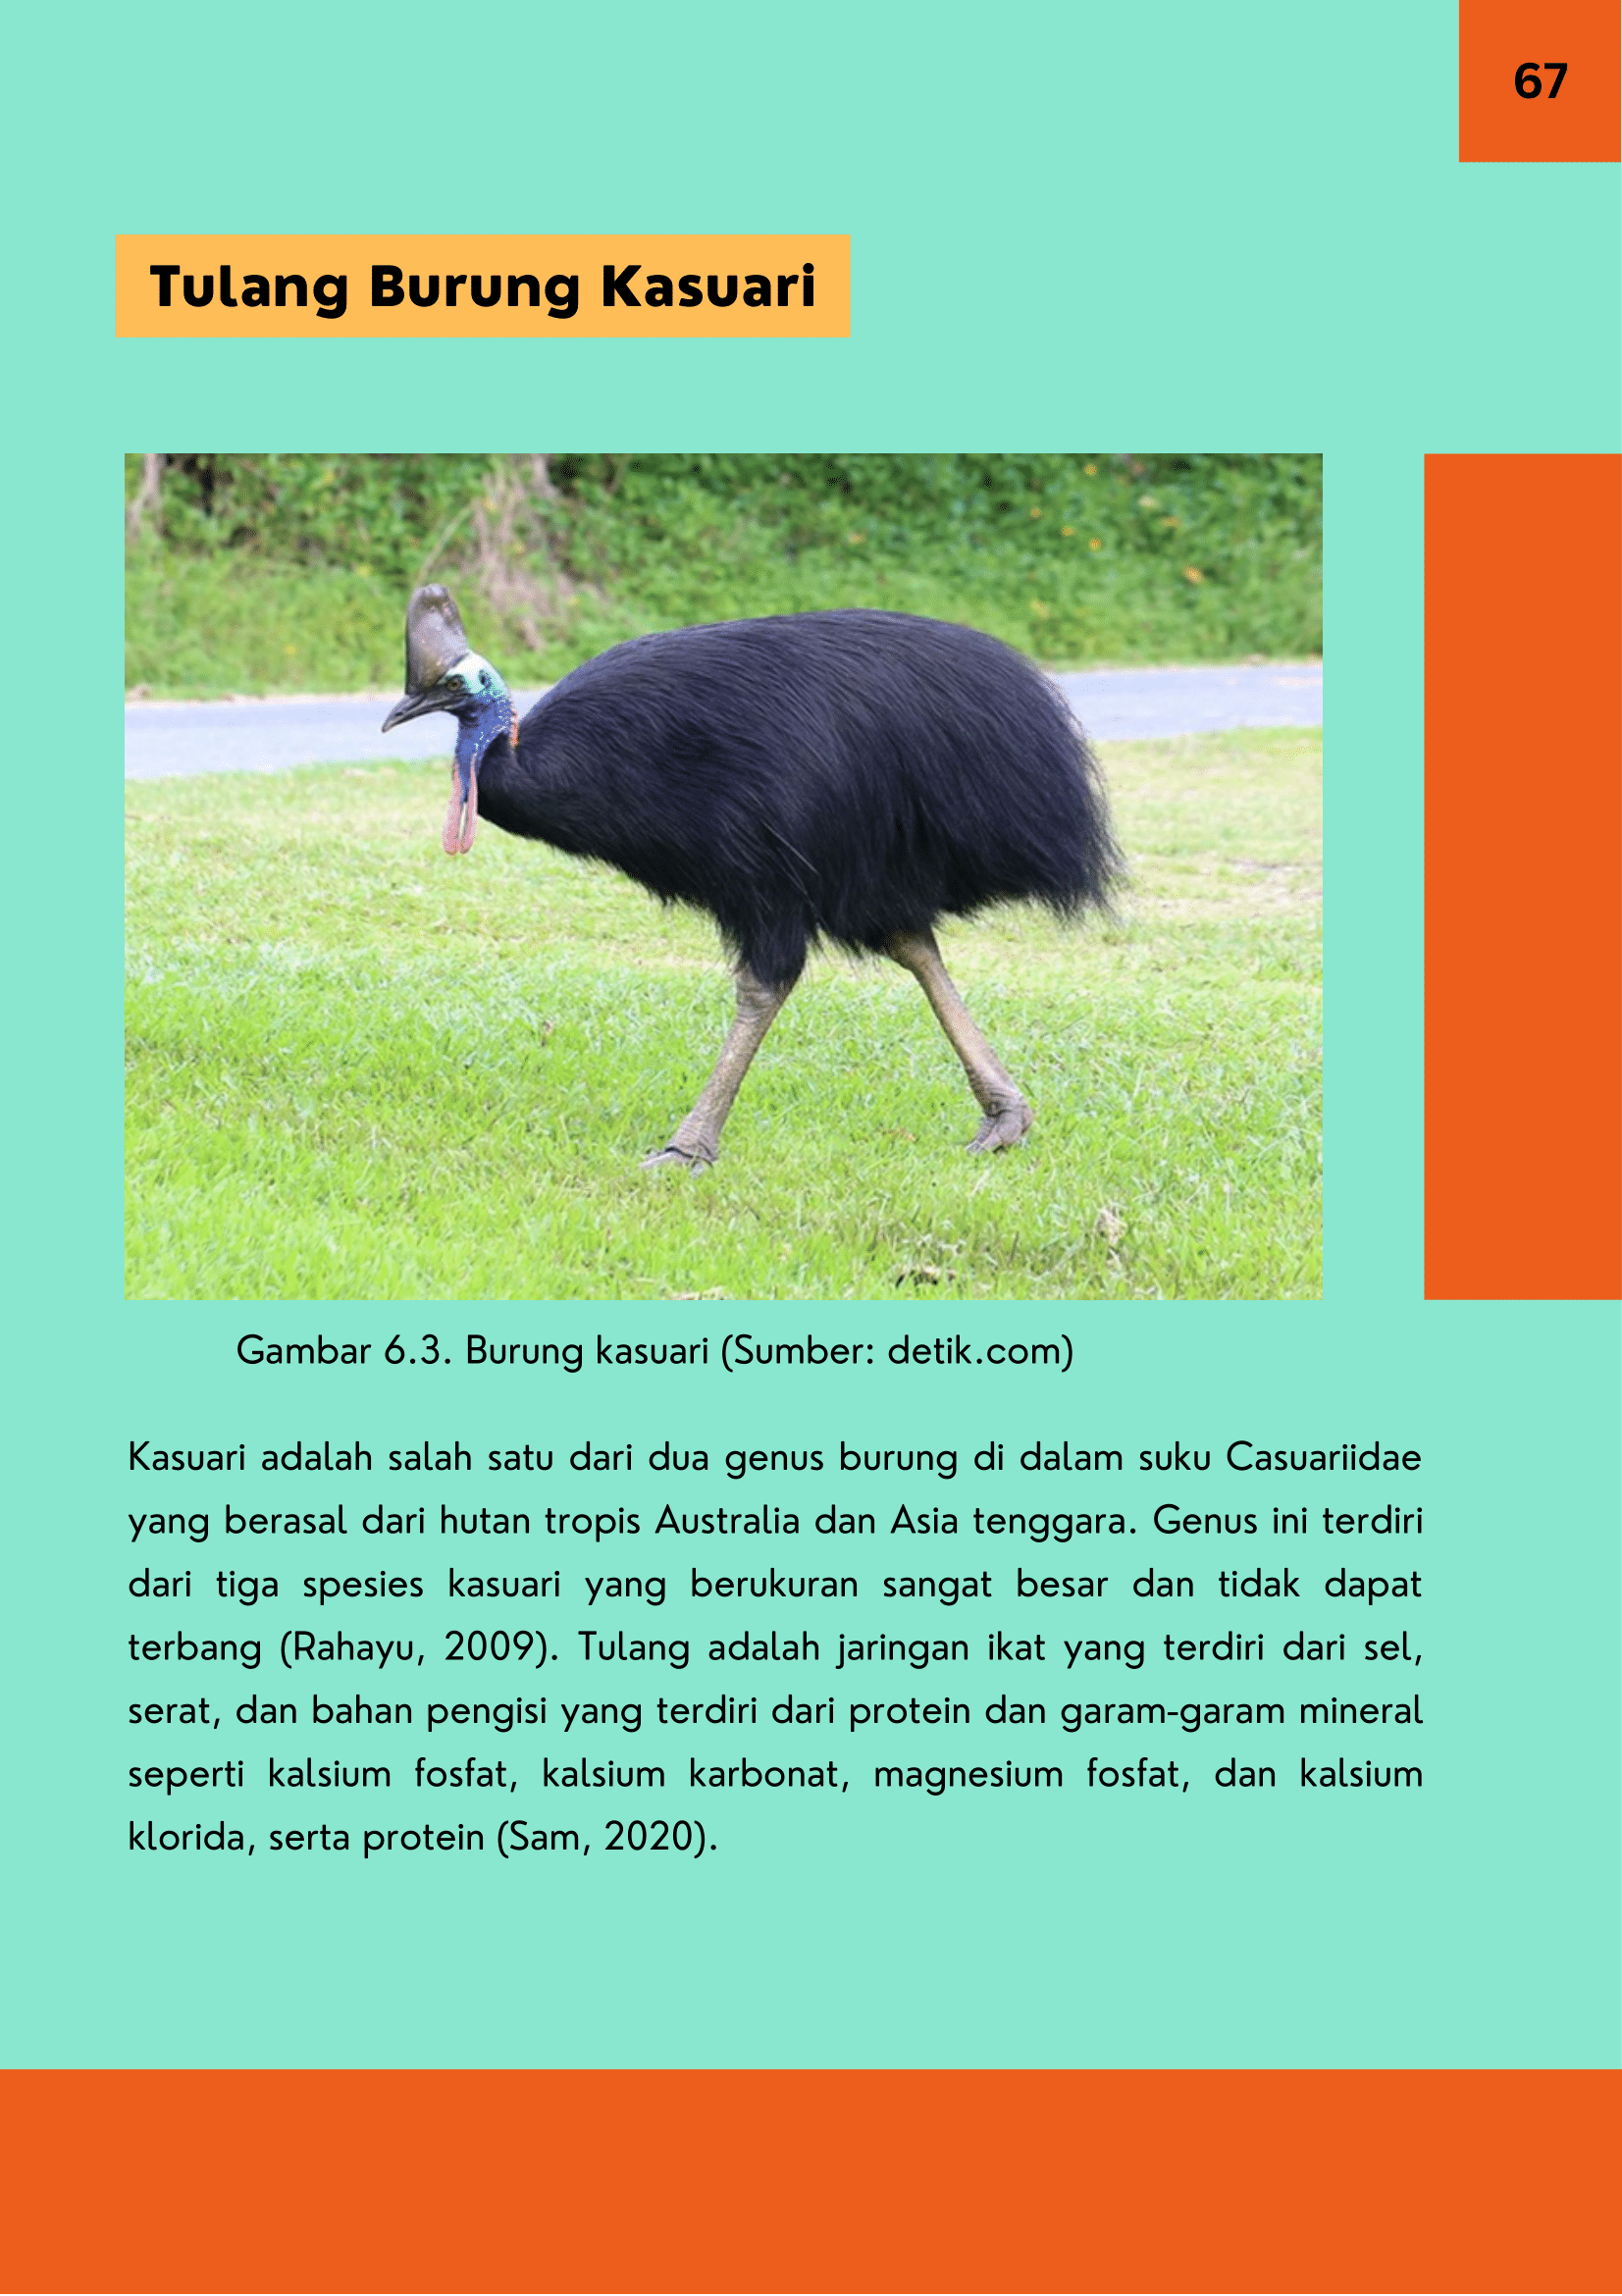 67
Tulang Burung Kasuari
Gambar 6.3. Burung kasuari (Sumber: detik.com)
Kasuari adalah salah satu dari dua genus burung di dalam suku Casuariidae
yang berasal dari hutan tropis Australia dan Asia tenggara. Genus ini terdiri
dari tiga spesies kasuari yang berukuran sangat besar dan tidak dapat
terbang (Rahayu, 2009). Tulang adalah jaringan ikat yang terdiri dari sel,
serat, dan bahan pengisi yang terdiri dari protein dan garam-garam mineral
seperti kalsium fosfat, kalsium karbonat, magnesium fosfat, dan kalsium
klorida, serta protein (Sam, 2020).